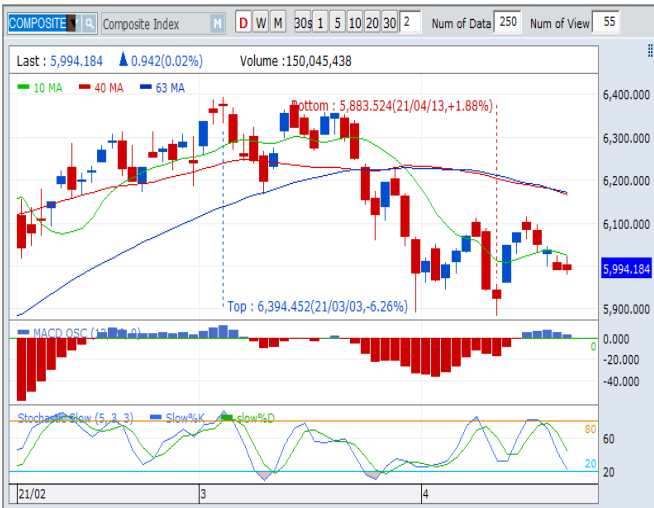 COMPOSITE Composite Index M D W M 30s 1 5 10 20 30 2 Num of Data 250 Num of View 55
Last : 5,994.184 ▲ 0.942(0.02%) Volume :150,045,438
10 MA 40 MA 63 MA
Bottom : 5,883.524(21/04/13,+1.88%)
6,400.000
6,300.000
6,200.000
6,100.000
5,994.184
5,900.000
Top : 6,394.452(21/03/03,-6.26%)
MACD OSC
0.000
0
-20.000
-40.000
Stochastic Slow (5, 3, 3) Slow%K slow%D
80
60
20
20
21/02 3 4